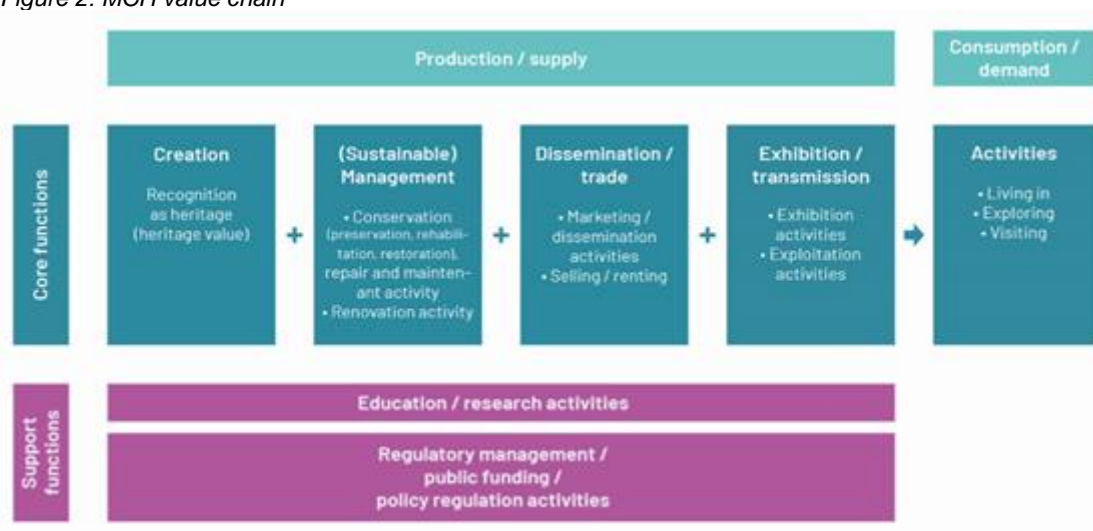 Figure 2: MCH value chain
Production / supply
Consumption /
demand
Core functions
Creation
Recognition
as heritage
(heritage value)
+
(Sustainable)
Management
• Conservation
(preservation, rehabili-
tation, restoration),
repair and mainten-
ant activity
• Renovation activity
+
Dissemination /
trade
• Marketing /
dissemination
activities
• Selling / renting
+
Exhibition /
transmission
• Exhibition
activities
• Exploitation
activities
Activities
• Living in
• Exploring
• Visiting
Support
functions
Education / research activities
Regulatory management /
public funding /
policy regulation activities